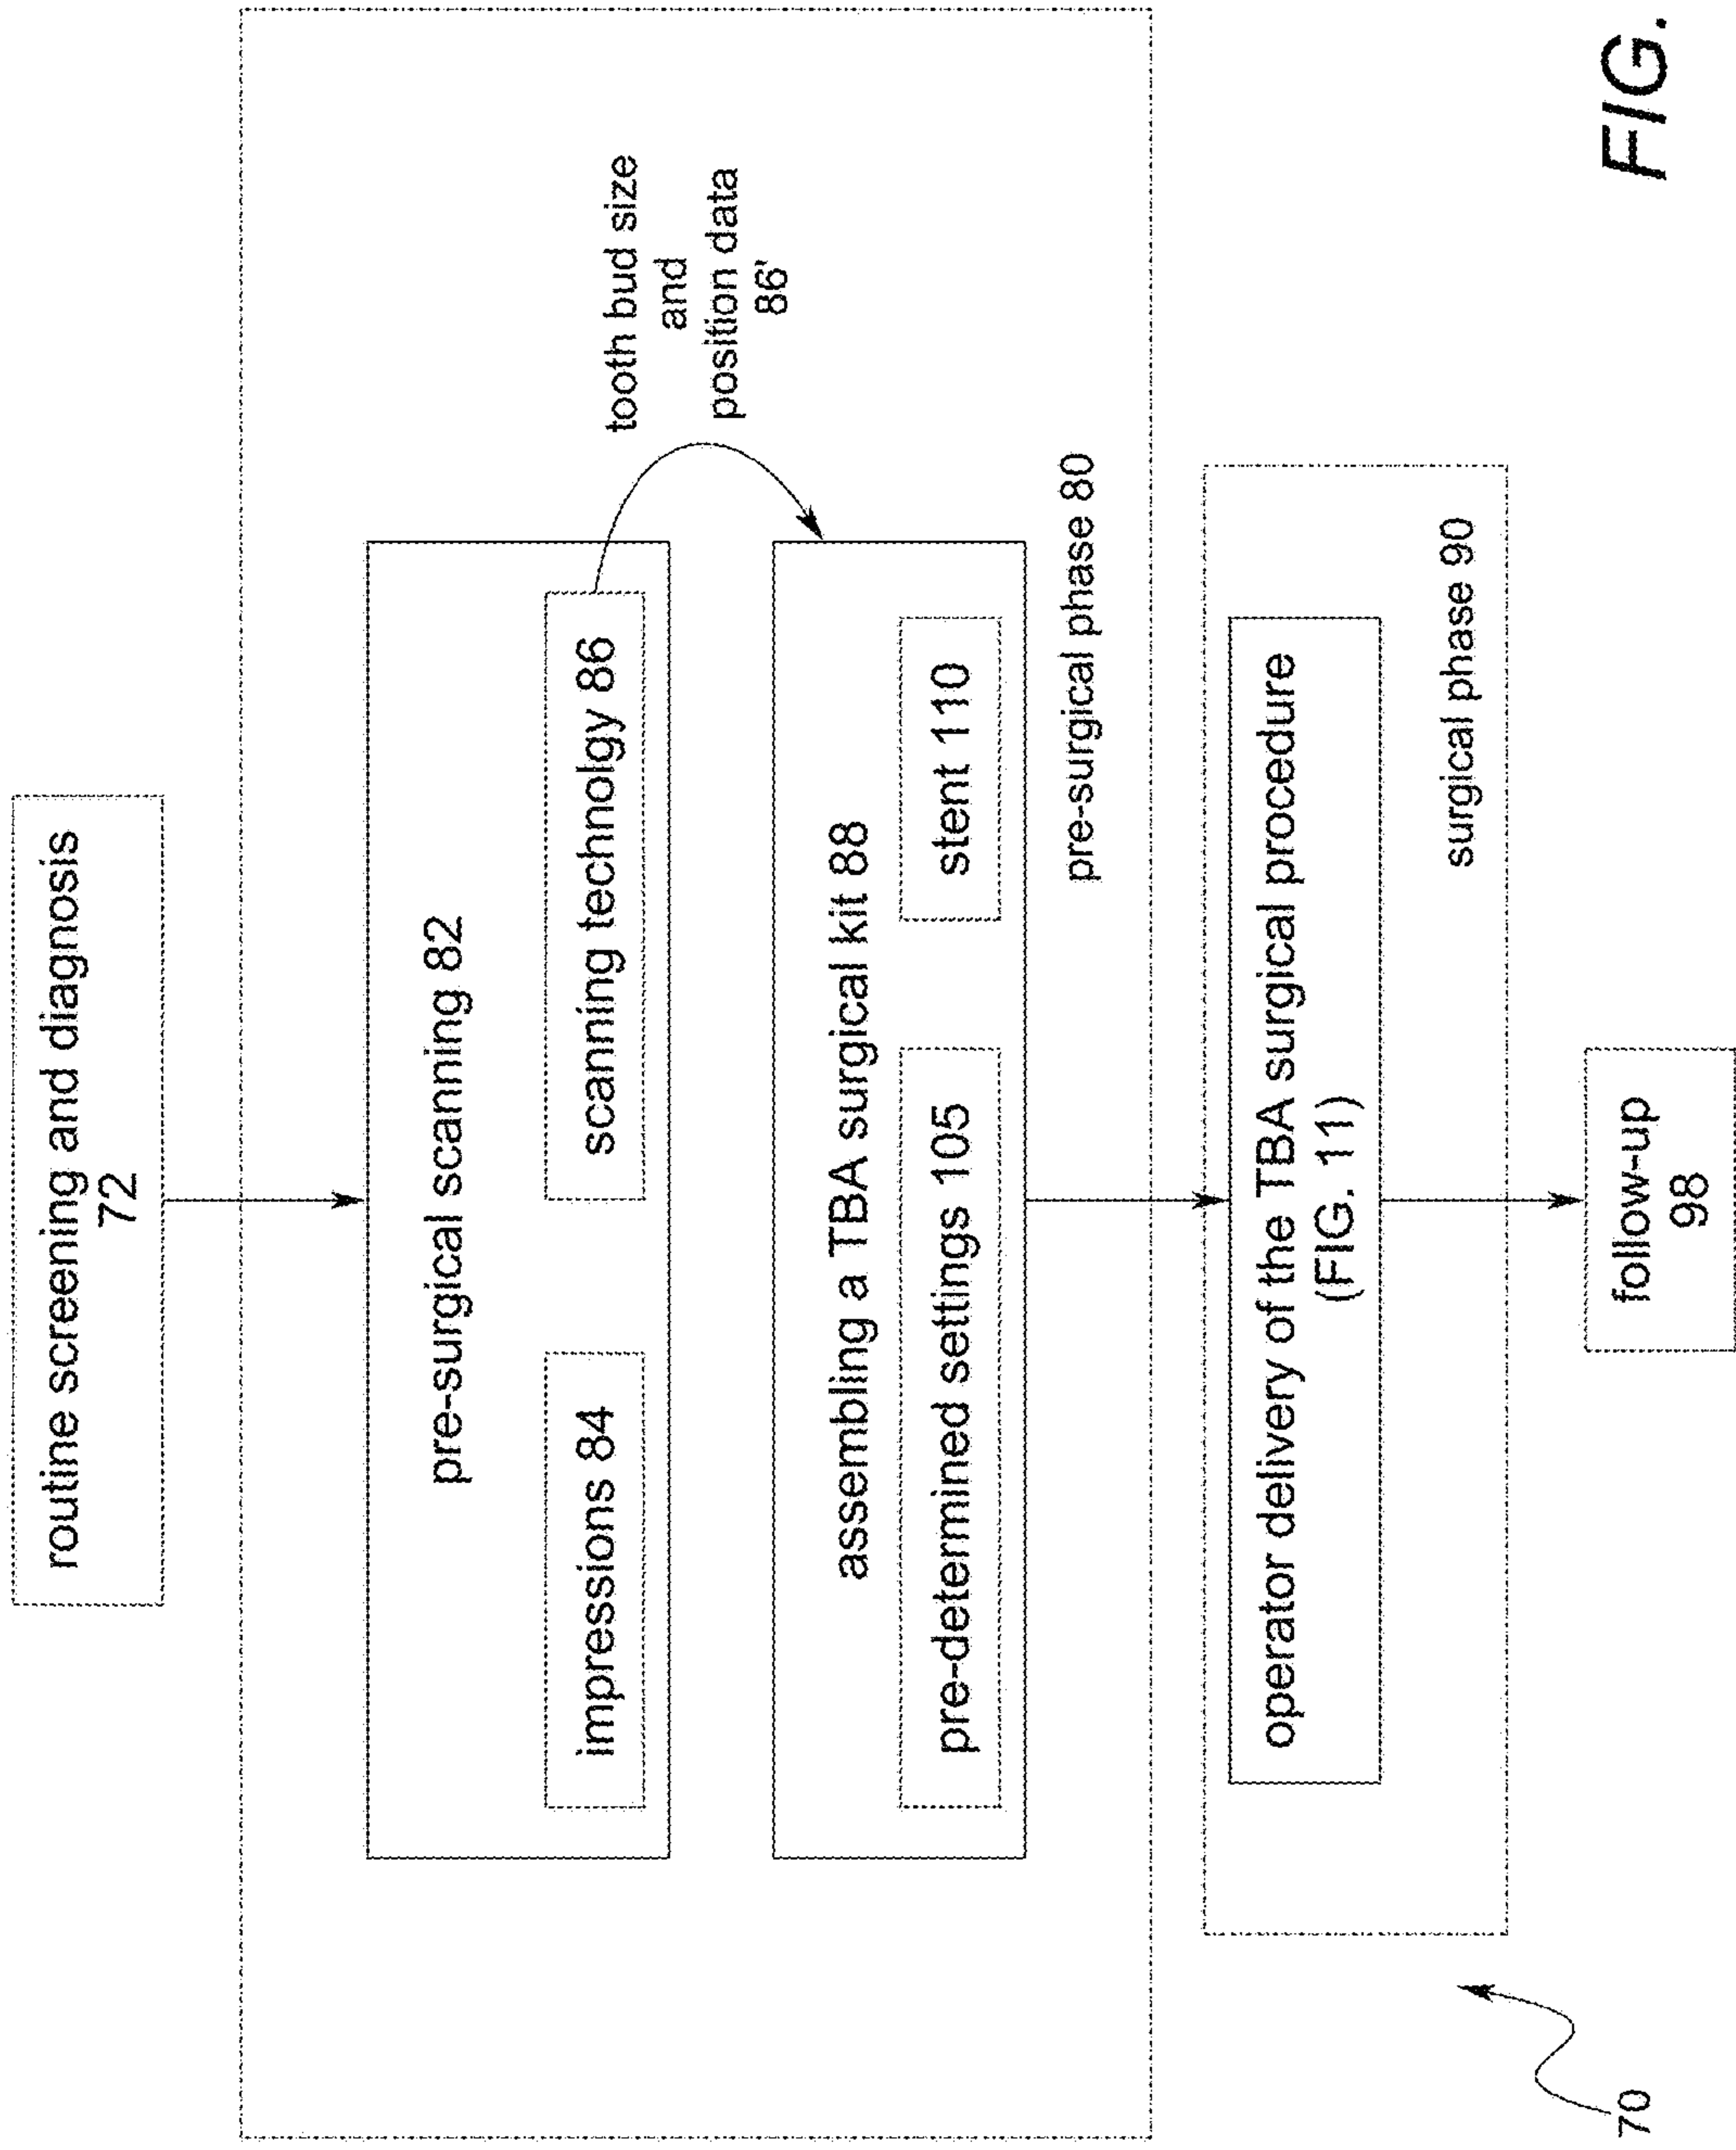 routine screening and diagnosis
72
pre-surgical scanning 82
impressions 84
scanning technolgy 86
tooth bud size
and
position data
86'
assembling a TBA surgical kit 88
pre-determined settings 105
stent 110
pre-surgical phase 80
operator delivery of the TBA surgical procedure
(FIG. 11)
surgical phase 90
follow-up
98
70
FIG.